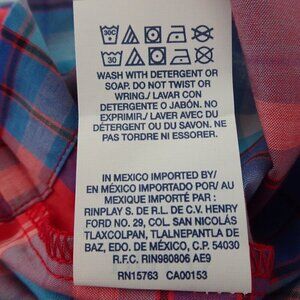 30C
30
WASH WITH DETERGENT OR
SOAP. DO NOT TWIST OR
WRING./ LAVAR CON
DETERGENTE O JABÓN. NO
EXPRIMIR./ LAVER AVEC DU
DÉTERGENT OU DU SAVON. NE
PAS TORDRE NI ESSORER.
IN MEXICO IMPORTED BY/
EN MÉXICO IMPORTADO POR/ AU
MEXIQUE IMPORTÉ PAR :
RINPLAY S. DE R.L. DE C.V. HENRY
FORD NO. 29, COL. SAN NICOLÁS
TLAXCOLPAN, TLALNEPANTLA DE
BAZ, EDO. DE MÉXICO. C.P. 54030
R.F.C. RIN980806 AE9
RN15763 CA00153